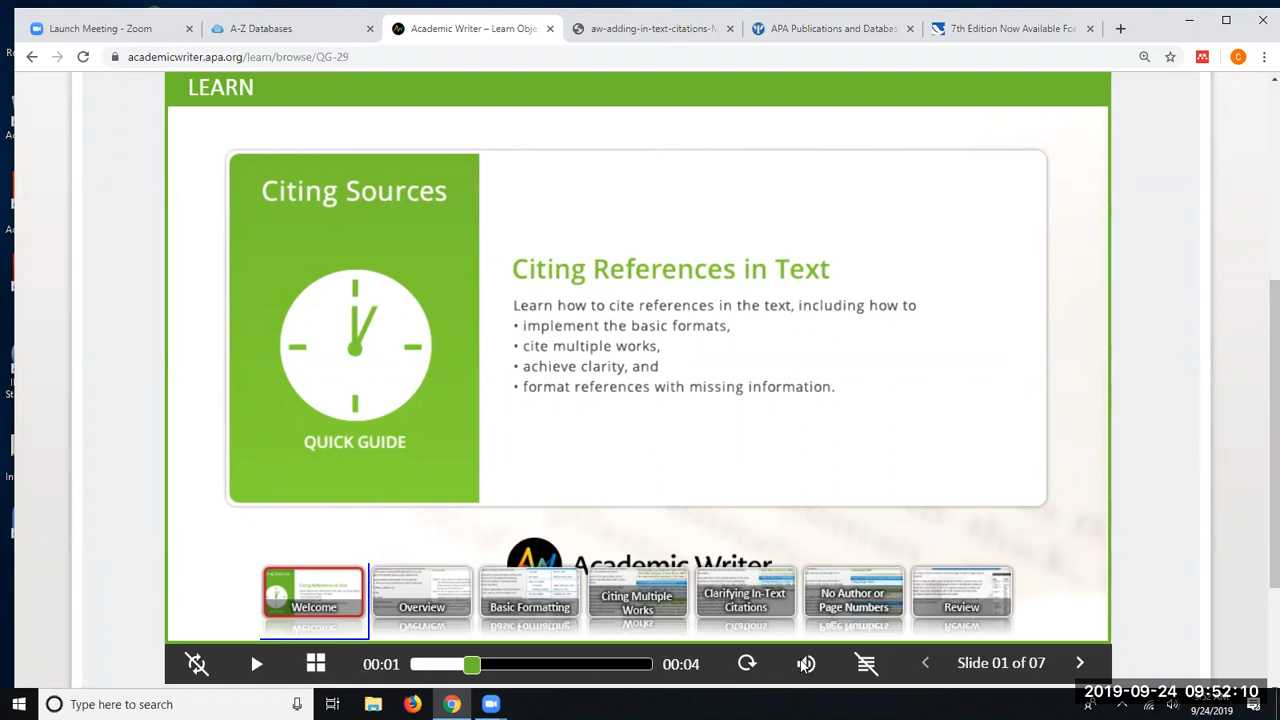 Launch Meeting - Zoom
A-Z Databases
Academic Writer – Learn Obje
aw-adding-in-text-citations-
APA Publications and Databas
7th Edition Now Available For
academicwriter.apa.org/learn/browse/QG-29
LEARN
Citing Sources
QUICK GUIDE
Citing References in Text
Learn how to cite references in the text, including how to
• implement the basic formats,
• cite multiple works,
• achieve clarity, and
• format references with missing information.
Academic Writer
Welcome
Overview
Basic Formatting
Citing Multiple
Works
Clarifying In-Text
Citations
No Author or
Page Numbers
Review
00:01
00:04
Slide 01 of 07
Type here to search
2019-09-24 09:52:10
9/24/2019